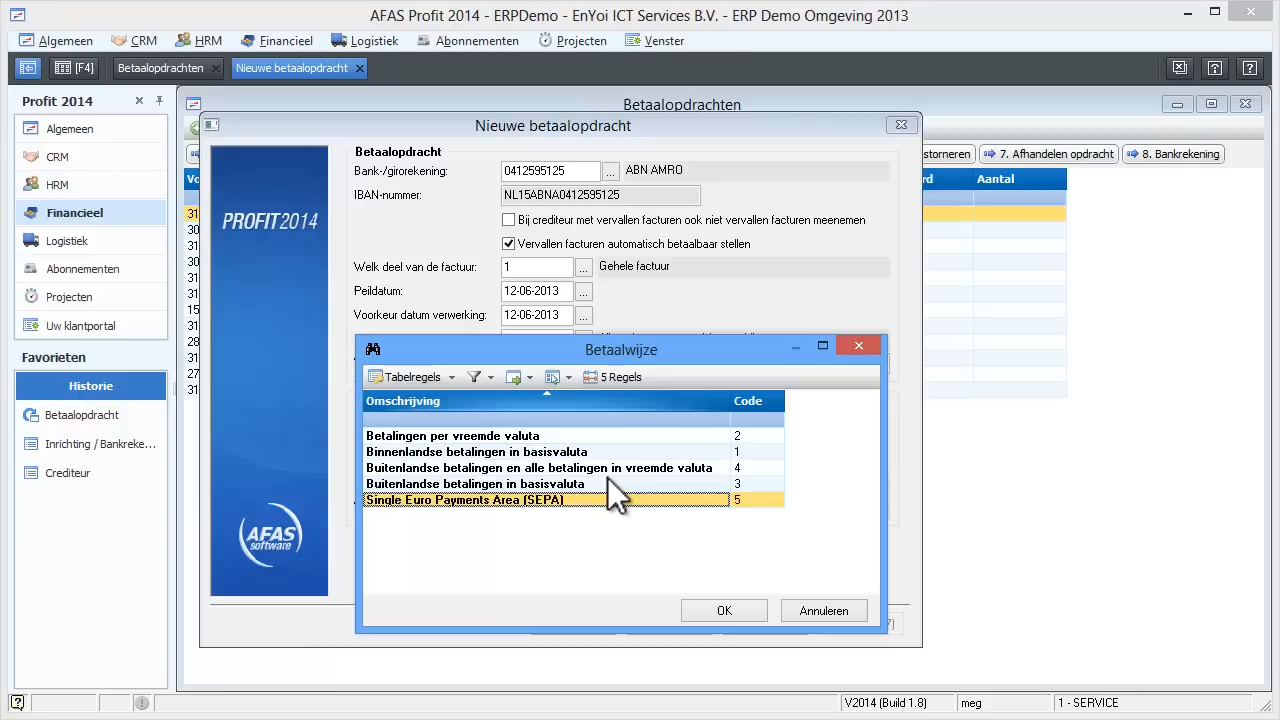 AFAS Profit 2014 - ERPDemo - EnYoi ICT Services B.V. - ERP Demo Omgeving 2013
Algemeen CRM HRM Financieel Logistiek Abonnementen Projecten Venster
[F4] Betaalopdrachten Nieuwe betaalopdracht
Profit 2014
Algemeen
CRM
HRM
Financieel
Logistiek
Abonnementen
Projecten
Uw klantportal
Favorieten
Historie
Betaalopdracht
Inrichting / Bankreke...
Crediteur
Betaalopdrachten
storneren 7. Afhandelen opdracht 8. Bankrekening
Aantal
Nieuwe betaalopdracht
PROFIT2014
AFAS software
Betaalopdracht
Bank-/girorekening: 0412595125 ... ABN AMRO
IBAN-nummer: NL15ABNA0412595125
Bij crediteur met vervallen facturen ook niet vervallen facturen meenemen
Vervallen facturen automatisch betaalbaar stellen
Welk deel van de factuur: 1 ... Gehele factuur
Peildatum: 12-06-2013 ...
Voorkeur datum verwerking: 12-06-2013 ...
Betaalwijze
Tabelregels 5 Regels
Omschrijving Code
Betalingen per vreemde valuta 2
Binnenlandse betalingen in basisvaluta 1
Buitenlandse betalingen en alle betalingen in vreemde valuta 4
Buitenlandse betalingen in basisvaluta 3
Single Euro Payments Area (SEPA) 5
OK Annuleren
V2014 (Build 1.8) meg 1 - SERVICE